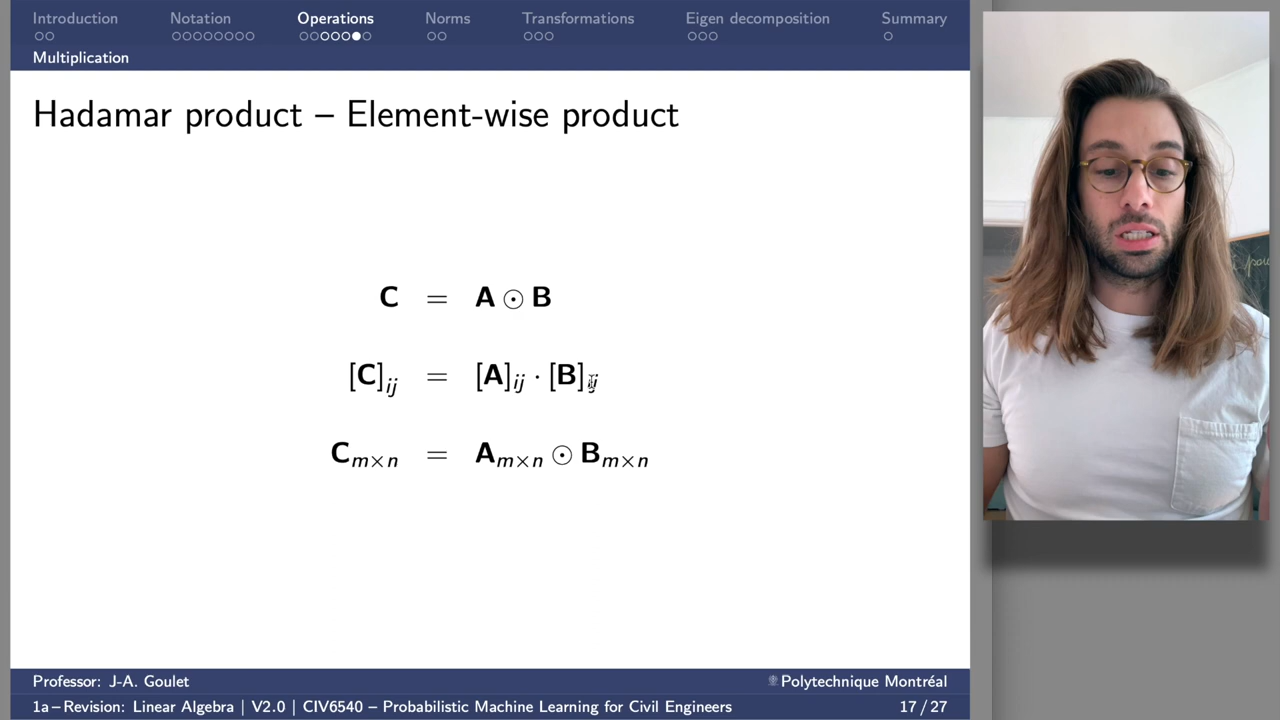 Introduction Notation Operations Norms Transformations Eigen decomposition Summary
Multiplication
Hadamar product – Element-wise product
C = A ⊙ B
[C]ij = [A]ij · [B]ij
Cm×n = Am×n ⊙ Bm×n
Professor: J-A. Goulet Polytechnique Montréal
1a – Revision: Linear Algebra | V2.0 | CIV6540 – Probabilistic Machine Learning for Civil Engineers 17 / 27